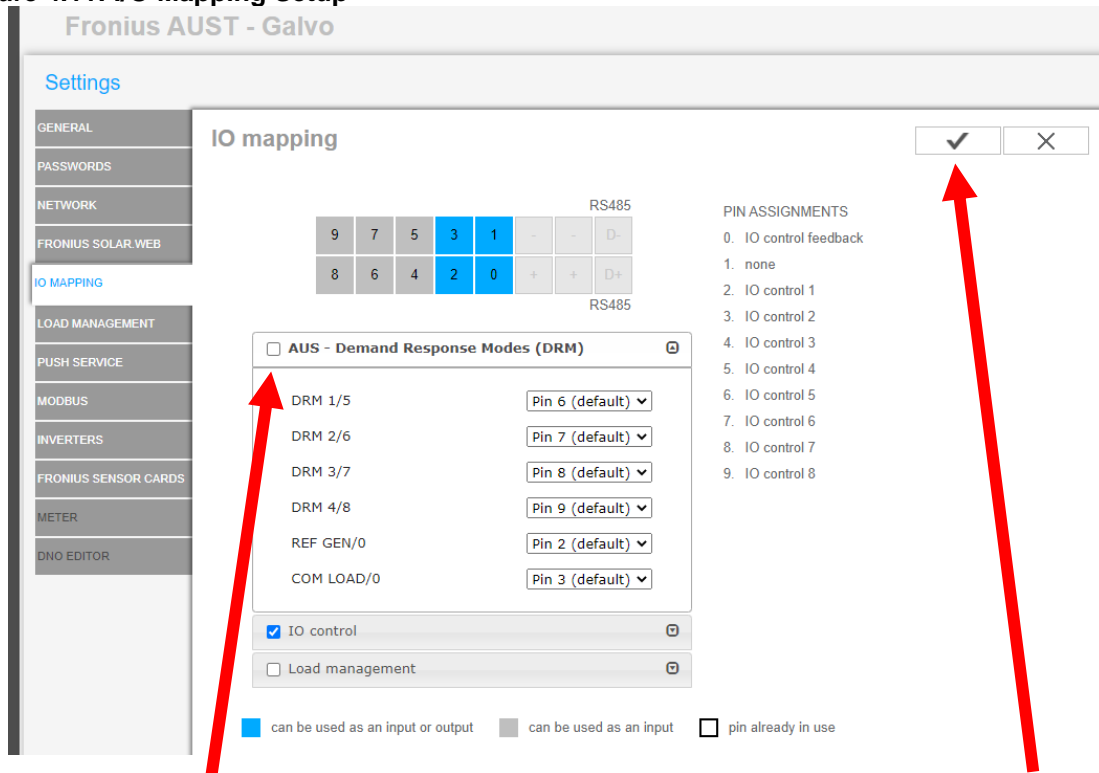 I/O Mapping Setup
Fronius AUST - Galvo
Settings
GENERAL
PASSWORDS
NETWORK
FRONIUS SOLAR.WEB
IO MAPPING
LOAD MANAGEMENT
PUSH SERVICE
MODBUS
INVERTERS
FRONIUS SENSOR CARDS
METER
DNO EDITOR
IO mapping
RS485
9 7 5 3 1 - - D-
8 6 4 2 0 + + D+
RS485
AUS - Demand Response Modes (DRM)
DRM 1/5 Pin 6 (default)
DRM 2/6 Pin 7 (default)
DRM 3/7 Pin 8 (default)
DRM 4/8 Pin 9 (default)
REF GEN/0 Pin 2 (default)
COM LOAD/0 Pin 3 (default)
IO control
Load management
PIN ASSIGNMENTS
0. IO control feedback
1. none
2. IO control 1
3. IO control 2
4. IO control 3
5. IO control 4
6. IO control 5
7. IO control 6
8. IO control 7
9. IO control 8
can be used as an input or output can be used as an input pin already in use